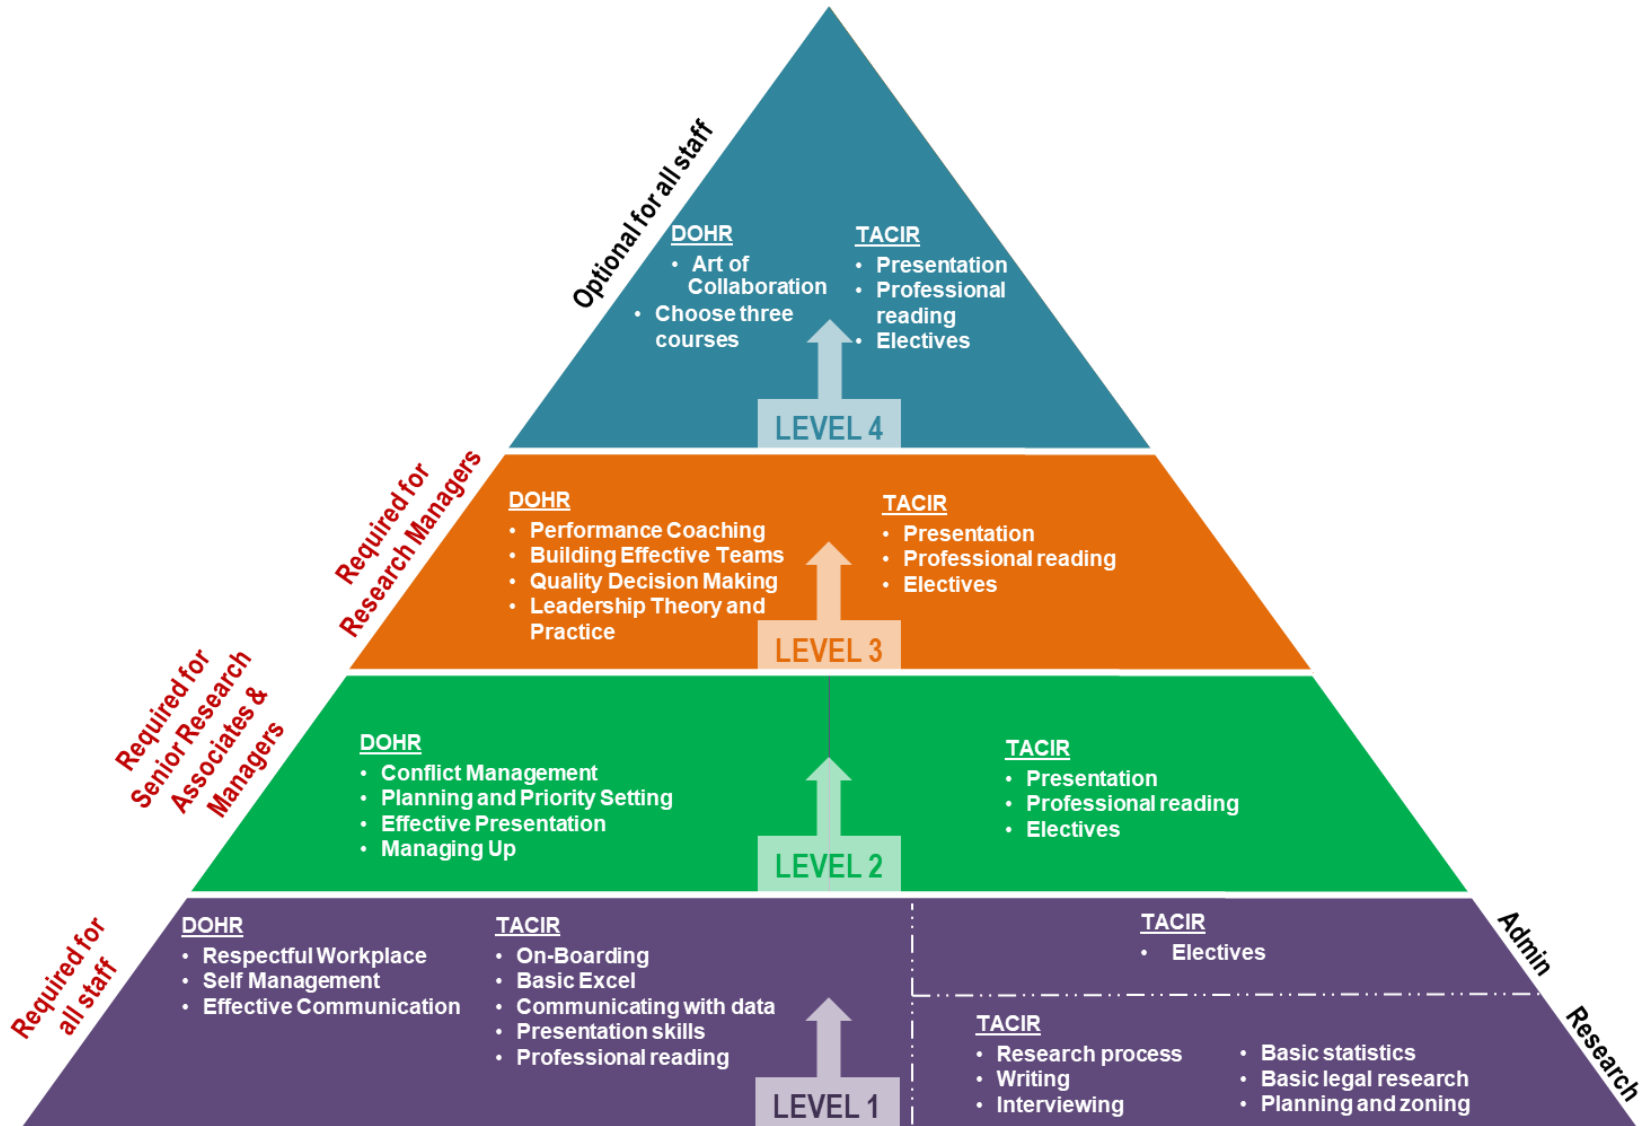 Optional for all staff
DOHR
• Art of
Collaboration
• Choose three
courses
TACIR
• Presentation
• Professional
reading
• Electives
LEVEL 4
Required for
Research Managers
DOHR
• Performance Coaching
• Building Effective Teams
• Quality Decision Making
• Leadership Theory and
Practice
TACIR
• Presentation
• Professional reading
• Electives
LEVEL 3
Required for
Senior Research
Associates &
Managers
DOHR
• Conflict Management
• Planning and Priority Setting
• Effective Presentation
• Managing Up
TACIR
• Presentation
• Professional reading
• Electives
LEVEL 2
Required for
all staff
DOHR
• Respectful Workplace
• Self Management
• Effective Communication
TACIR
• On-Boarding
• Basic Excel
• Communicating with data
• Presentation skills
• Professional reading
LEVEL 1
TACIR
• Electives
Admin
TACIR
• Research process
• Writing
• Interviewing
• Basic statistics
• Basic legal research
• Planning and zoning
Research